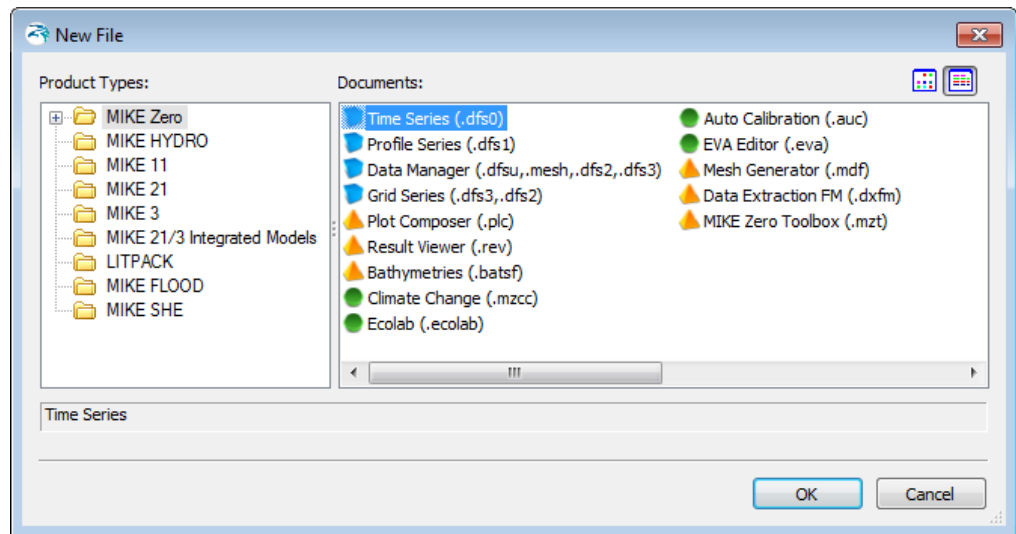 New File
Product Types:
Documents:
MIKE Zero
MIKE HYDRO
MIKE 11
MIKE 21
MIKE 3
MIKE 21/3 Integrated Models
LITPACK
MIKE FLOOD
MIKE SHE
Time Series (.dfs0)
Profile Series (.dfs1)
Data Manager (.dfsu,.mesh,.dfs2,.dfs3)
Grid Series (.dfs3,.dfs2)
Plot Composer (.plc)
Result Viewer (.rev)
Bathymetries (.batsf)
Climate Change (.mzcc)
Ecolab (.ecolab)
Auto Calibration (.auc)
EVA Editor (.eva)
Mesh Generator (.mdf)
Data Extraction FM (.dxfm)
MIKE Zero Toolbox (.mzt)
Time Series
OK
Cancel